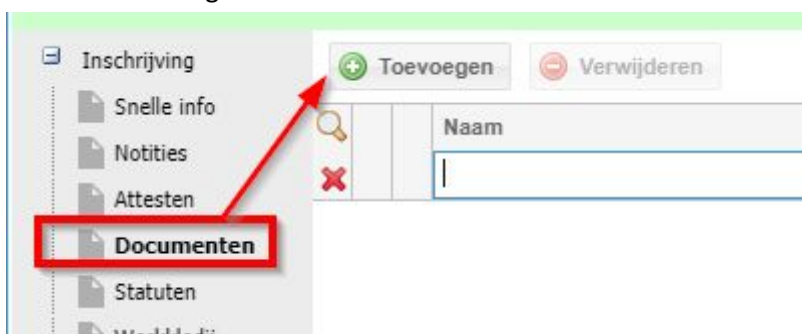 Inschrijving
Toevoegen
Verwijderen
Snelle info
Naam
Notities
Attesten
Documenten
Statuten